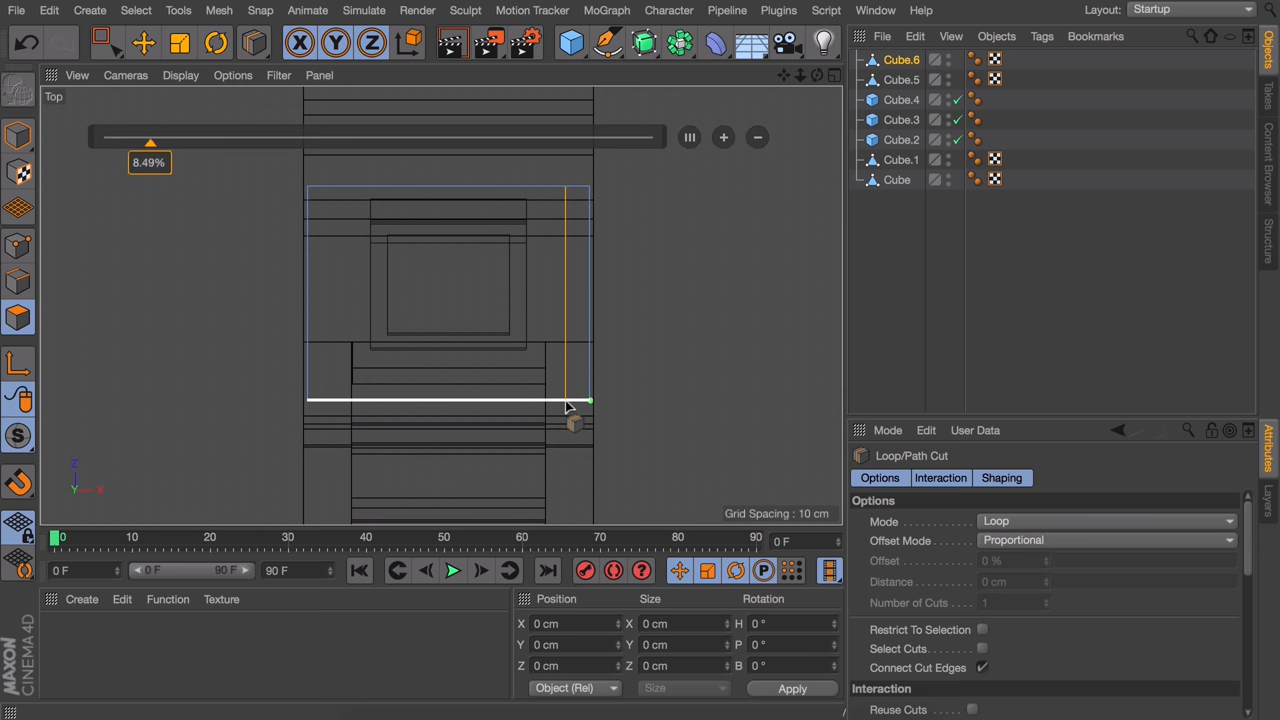 File Edit Create Select Tools Mesh Snap Animate Simulate Render Sculpt Motion Tracker MoGraph Character Pipeline Plugins Script Window Help Layout: Startup
X Y Z
File Edit View Objects Tags Bookmarks
View Cameras Display Options Filter Panel
Top
8.49%
Cube.6
Cube.5
Cube.4
Cube.3
Cube.2
Cube.1
Cube
Objects
Takes
Content Browser
Structure
Mode Edit User Data
Attributes
Layers
Loop/Path Cut
Options Interaction Shaping
Options
Mode Loop
Offset Mode Proportional
Offset 0 %
Distance 0 cm
Number of Cuts 1
Restrict To Selection
Select Cuts
Connect Cut Edges
Interaction
Reuse Cuts
S
Z
Y X
Grid Spacing : 10 cm
0 10 20 30 40 50 60 70 80 90 0 F
0 F 0 F 90 F 90 F
P
Create Edit Function Texture
Position Size Rotation
X 0 cm X 0 cm H 0 °
Y 0 cm Y 0 cm P 0 °
Z 0 cm Z 0 cm B 0 °
Object (Rel) Size Apply
MAXON
CINEMA 4D